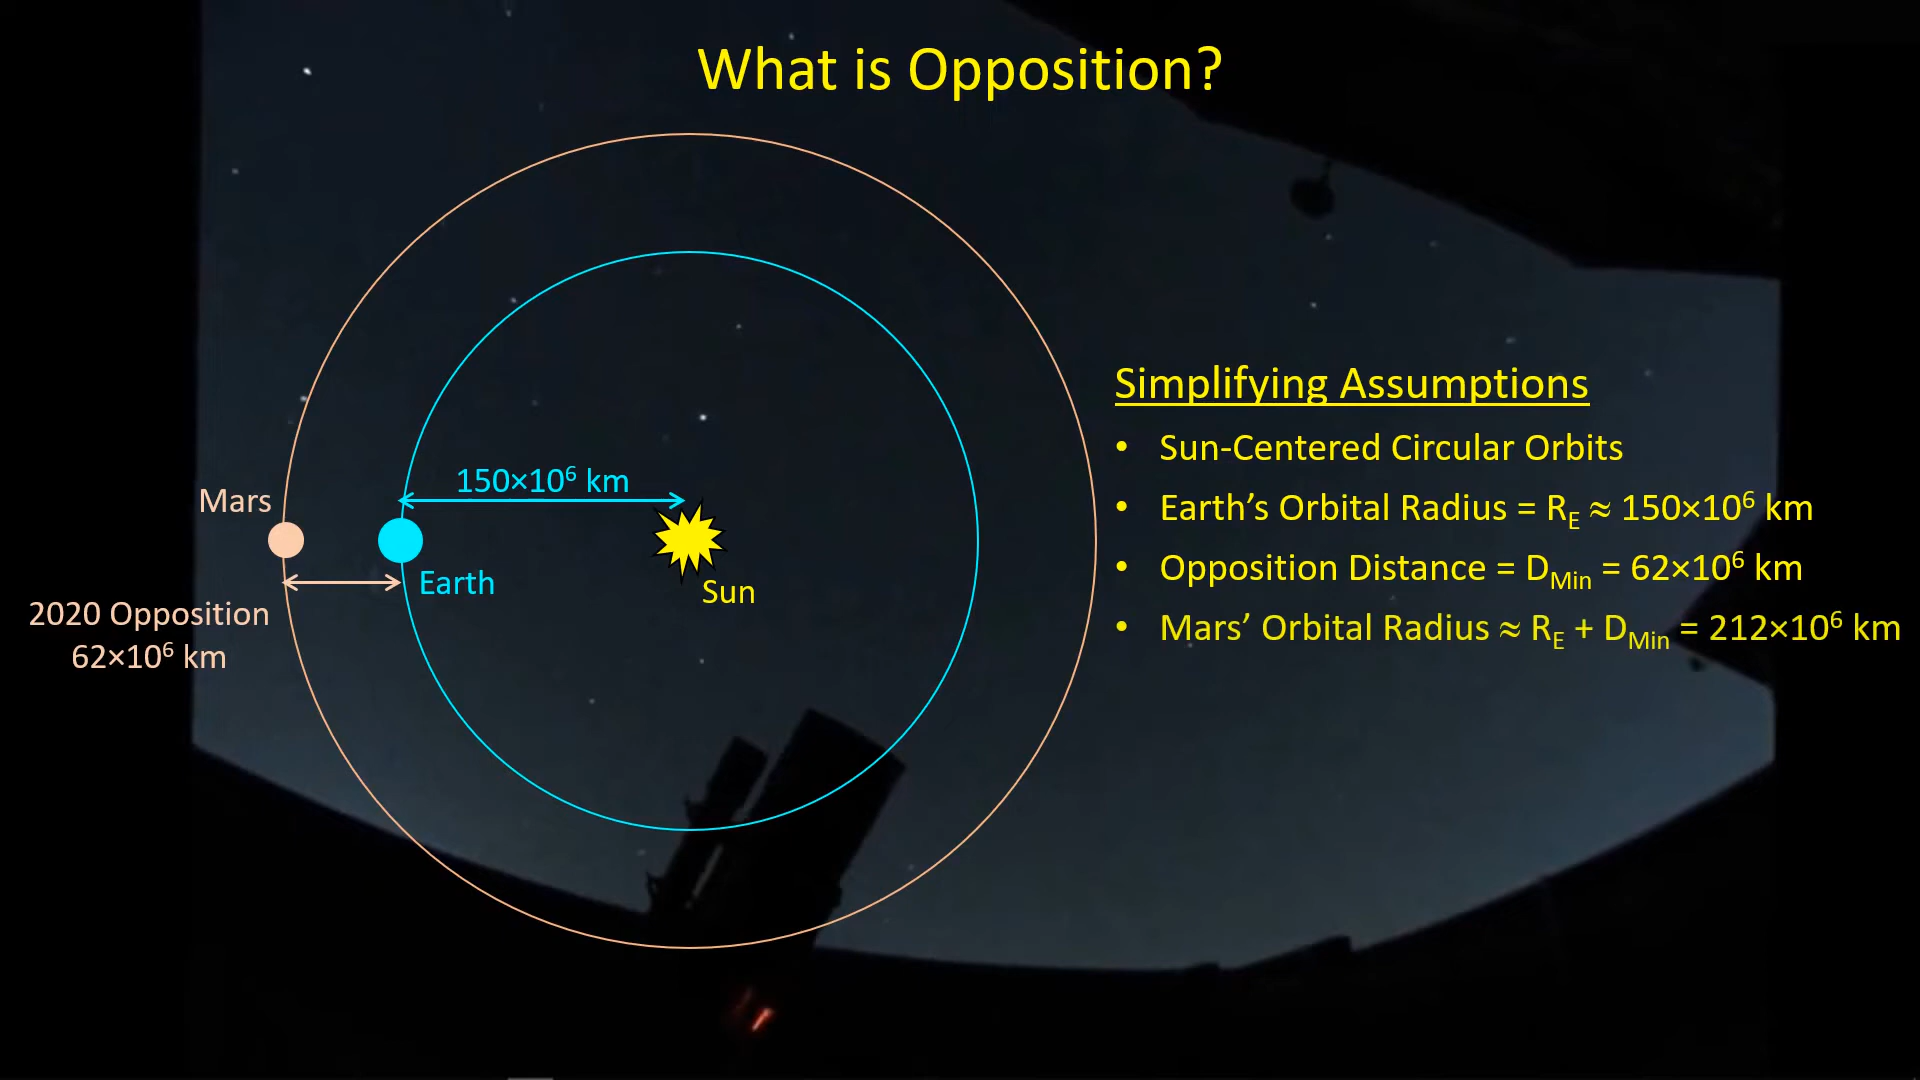 What is Opposition?
150×10⁶ km
Mars
Earth
Sun
2020 Opposition
62×10⁶ km
Simplifying Assumptions
• Sun-Centered Circular Orbits
• Earth’s Orbital Radius = R_E ≈ 150×10⁶ km
• Opposition Distance = D_Min = 62×10⁶ km
• Mars’ Orbital Radius ≈ R_E + D_Min = 212×10⁶ km